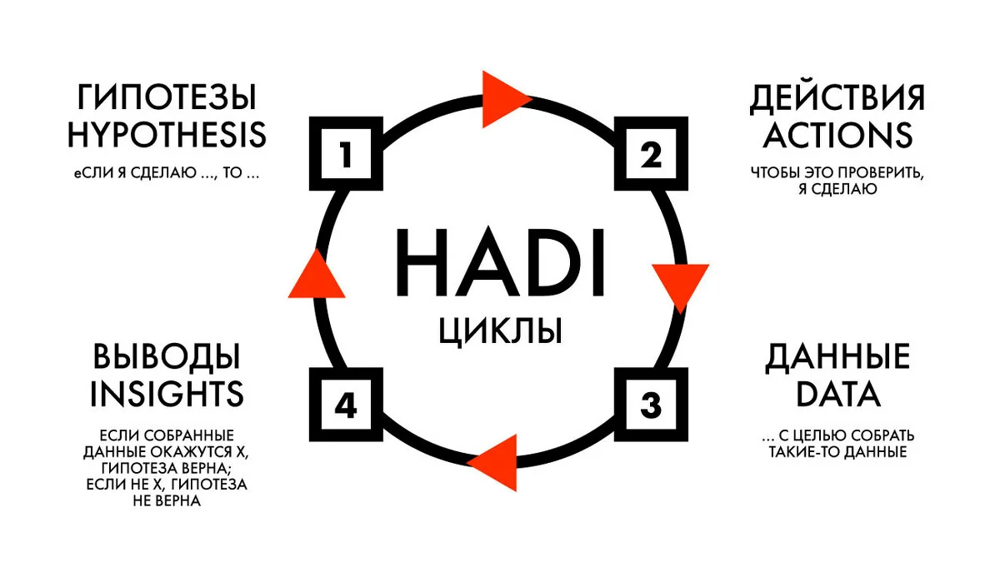 ГИПОТЕЗЫ
HYPOTHESIS
еСЛИ Я СДЕЛАЮ ..., ТО ...
1
2
ДЕЙСТВИЯ
ACTIONS
ЧТОБЫ ЭТО ПРОВЕРИТЬ,
Я СДЕЛАЮ
HADI
ЦИКЛЫ
3
ДАННЫЕ
DATA
... С ЦЕЛЬЮ СОБРАТЬ
ТАКИЕ-ТО ДАННЫЕ
4
ВЫВОДЫ
INSIGHTS
ЕСЛИ СОБРАННЫЕ
ДАННЫЕ ОКАЖУТСЯ Х,
ГИПОТЕЗА ВЕРНА;
ЕСЛИ НЕ Х, ГИПОТЕЗА
НЕ ВЕРНА